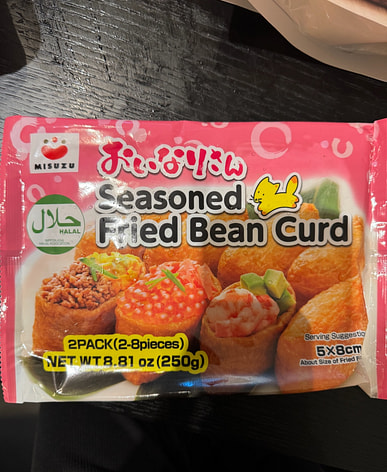 MISUZU
おいなりさん
Seasoned
Fried Bean Curd
حلال
HALAL
2PACK(2-8pieces)
NET WT 8.81 oz(250g)
Serving Suggestion
5×8cm
About Size of Fried